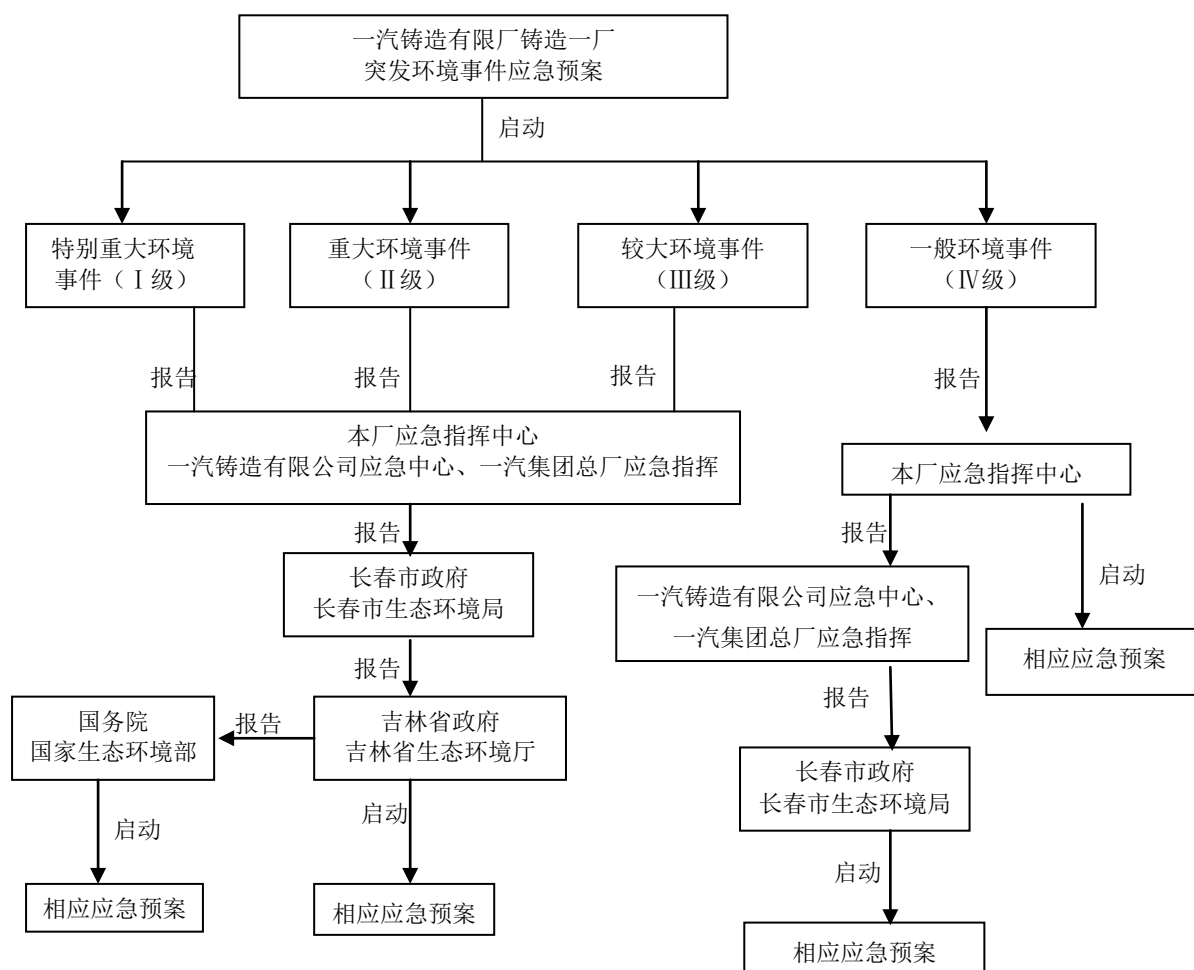 一汽铸造有限厂铸造一厂
突发环境事件应急预案
启动
特别重大环境
事件（Ⅰ级）
重大环境事件
（Ⅱ级）
较大环境事件
（Ⅲ级）
一般环境事件
（Ⅳ级）
报告
报告
报告
报告
本厂应急指挥中心
一汽铸造有限公司应急中心、一汽集团总厂应急指挥
本厂应急指挥中心
报告
报告
启动
长春市政府
长春市生态环境局
一汽铸造有限公司应急中心、
一汽集团总厂应急指挥
相应应急预案
报告
报告
国务院
国家生态环境部
报告
吉林省政府
吉林省生态环境厅
长春市政府
长春市生态环境局
启动
启动
启动
相应应急预案
相应应急预案
相应应急预案